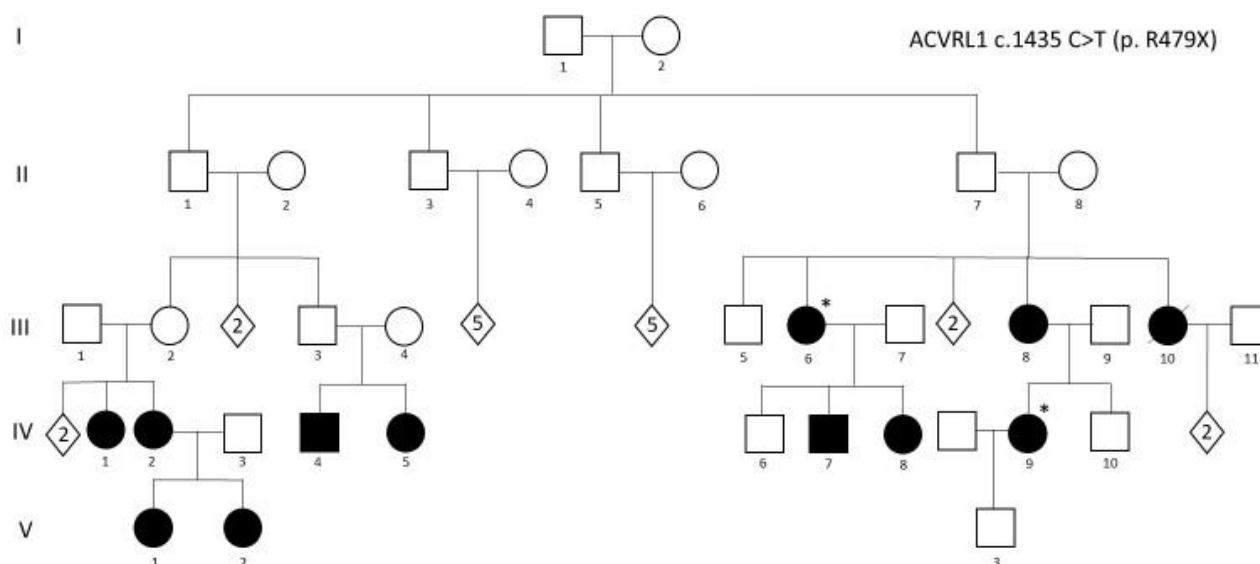 I
ACVRL1 c.1435 C>T (p. R479X)
1 2
II
1 2 3 4 5 6 7 8
III
2 5 5 * 2
1 2 3 4 5 6 7 8 9 10 11
IV
2 * 2
1 2 3 4 5 6 7 8 9 10
V
1 2 3